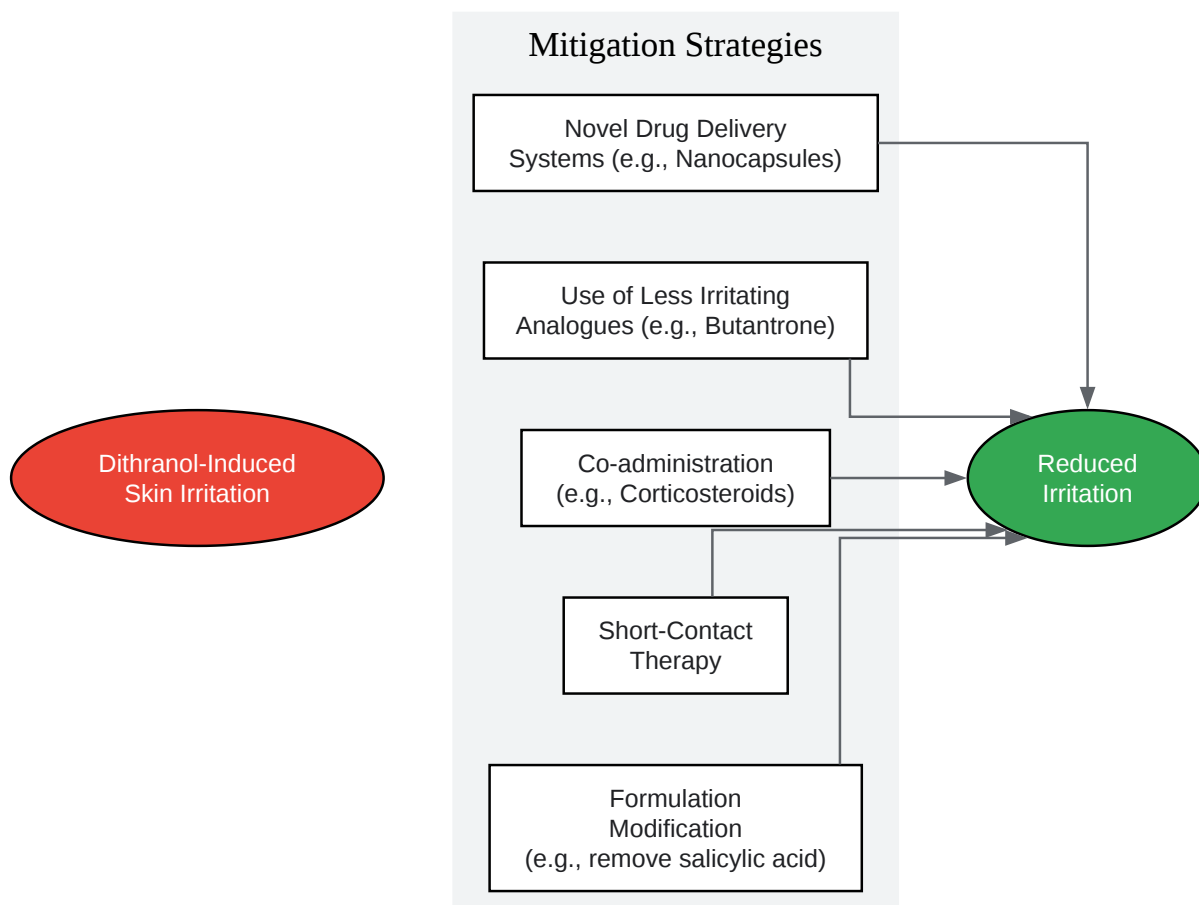 Mitigation Strategies
Novel Drug Delivery
Systems (e.g., Nanocapsules)
Use of Less Irritating
Analogues (e.g., Butantrone)
Dithranol-Induced
Skin Irritation
Co-administration
(e.g., Corticosteroids)
Reduced
Irritation
Short-Contact
Therapy
Formulation
Modification
(e.g., remove salicylic acid)